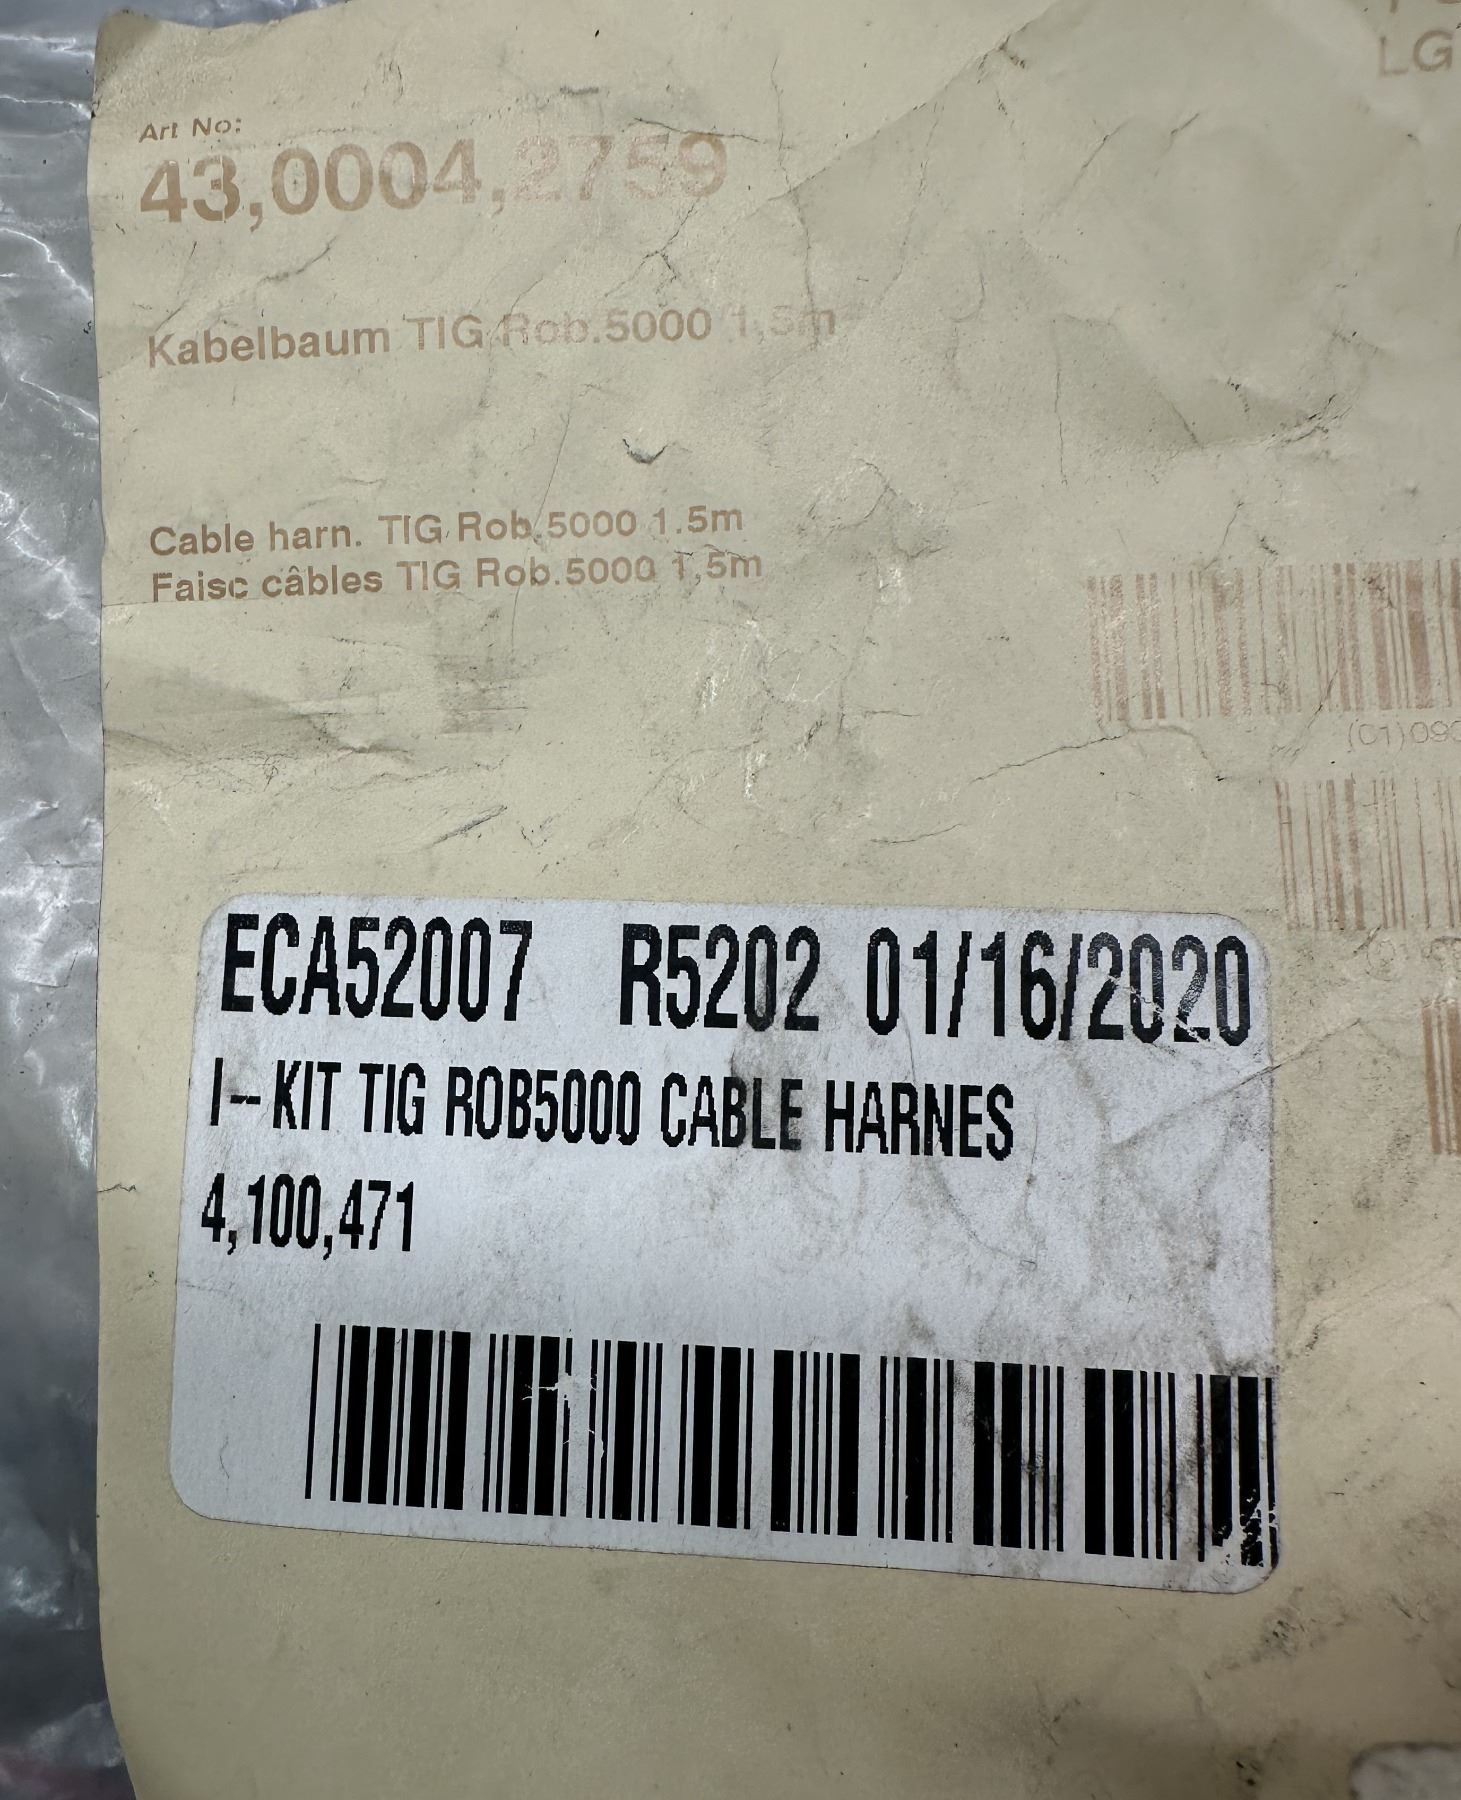 LG
Art No:
43,0004,2759
Kabelbaum TIG Rob.5000 1,5m
Cable harn. TIG Rob.5000 1.5m
Faisc câbles TIG Rob.5000 1,5m
(01)090
ECA52007 R5202 01/16/2020
I-KIT TIG ROB5000 CABLE HARNES
4,100,471